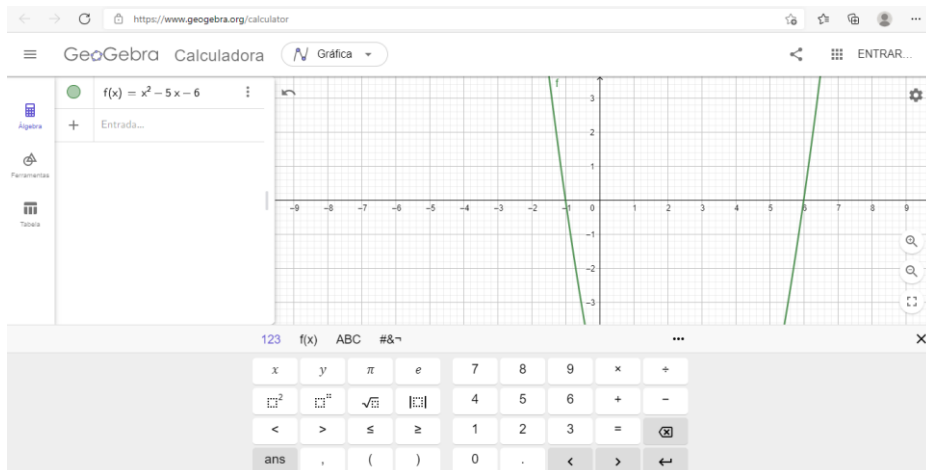 https://www.geogebra.org/calculator
GeoGebra Calculadora Gráfica ENTRAR...
f(x) = x² − 5 x − 6
Álgebra
Entrada...
Ferramentas
Tabela
f
3
2
1
−9 −8 −7 −6 −5 −4 −3 −2 −1 0 1 2 3 4 5 6 7 8 9
−1
−2
−3
123 f(x) ABC #&¬
x y π e 7 8 9 × ÷
□² □ⁿ √□ |□| 4 5 6 + −
< > ≤ ≥ 1 2 3 =
ans , ( ) 0 . < >